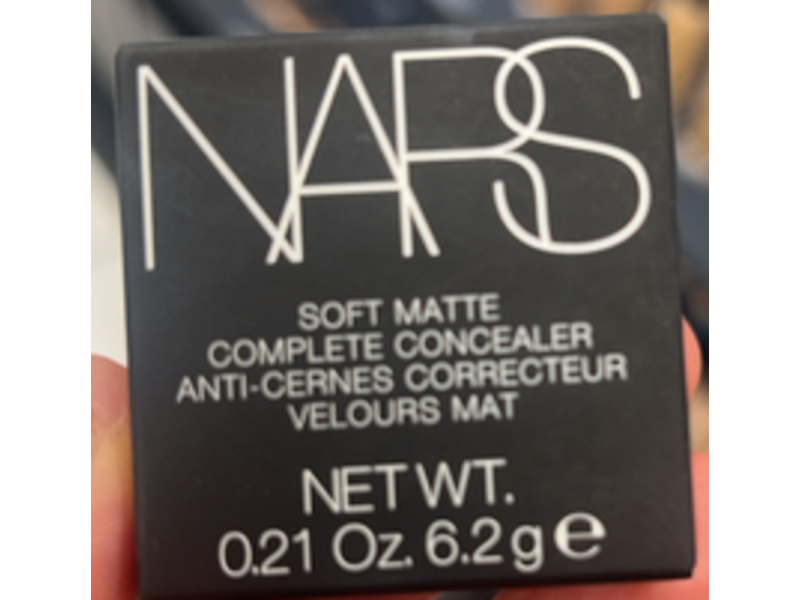 NARS
SOFT MATTE
COMPLETE CONCEALER
ANTI-CERNES CORRECTEUR
VELOURS MAT
NET WT.
0.21 Oz. 6.2 g ℮